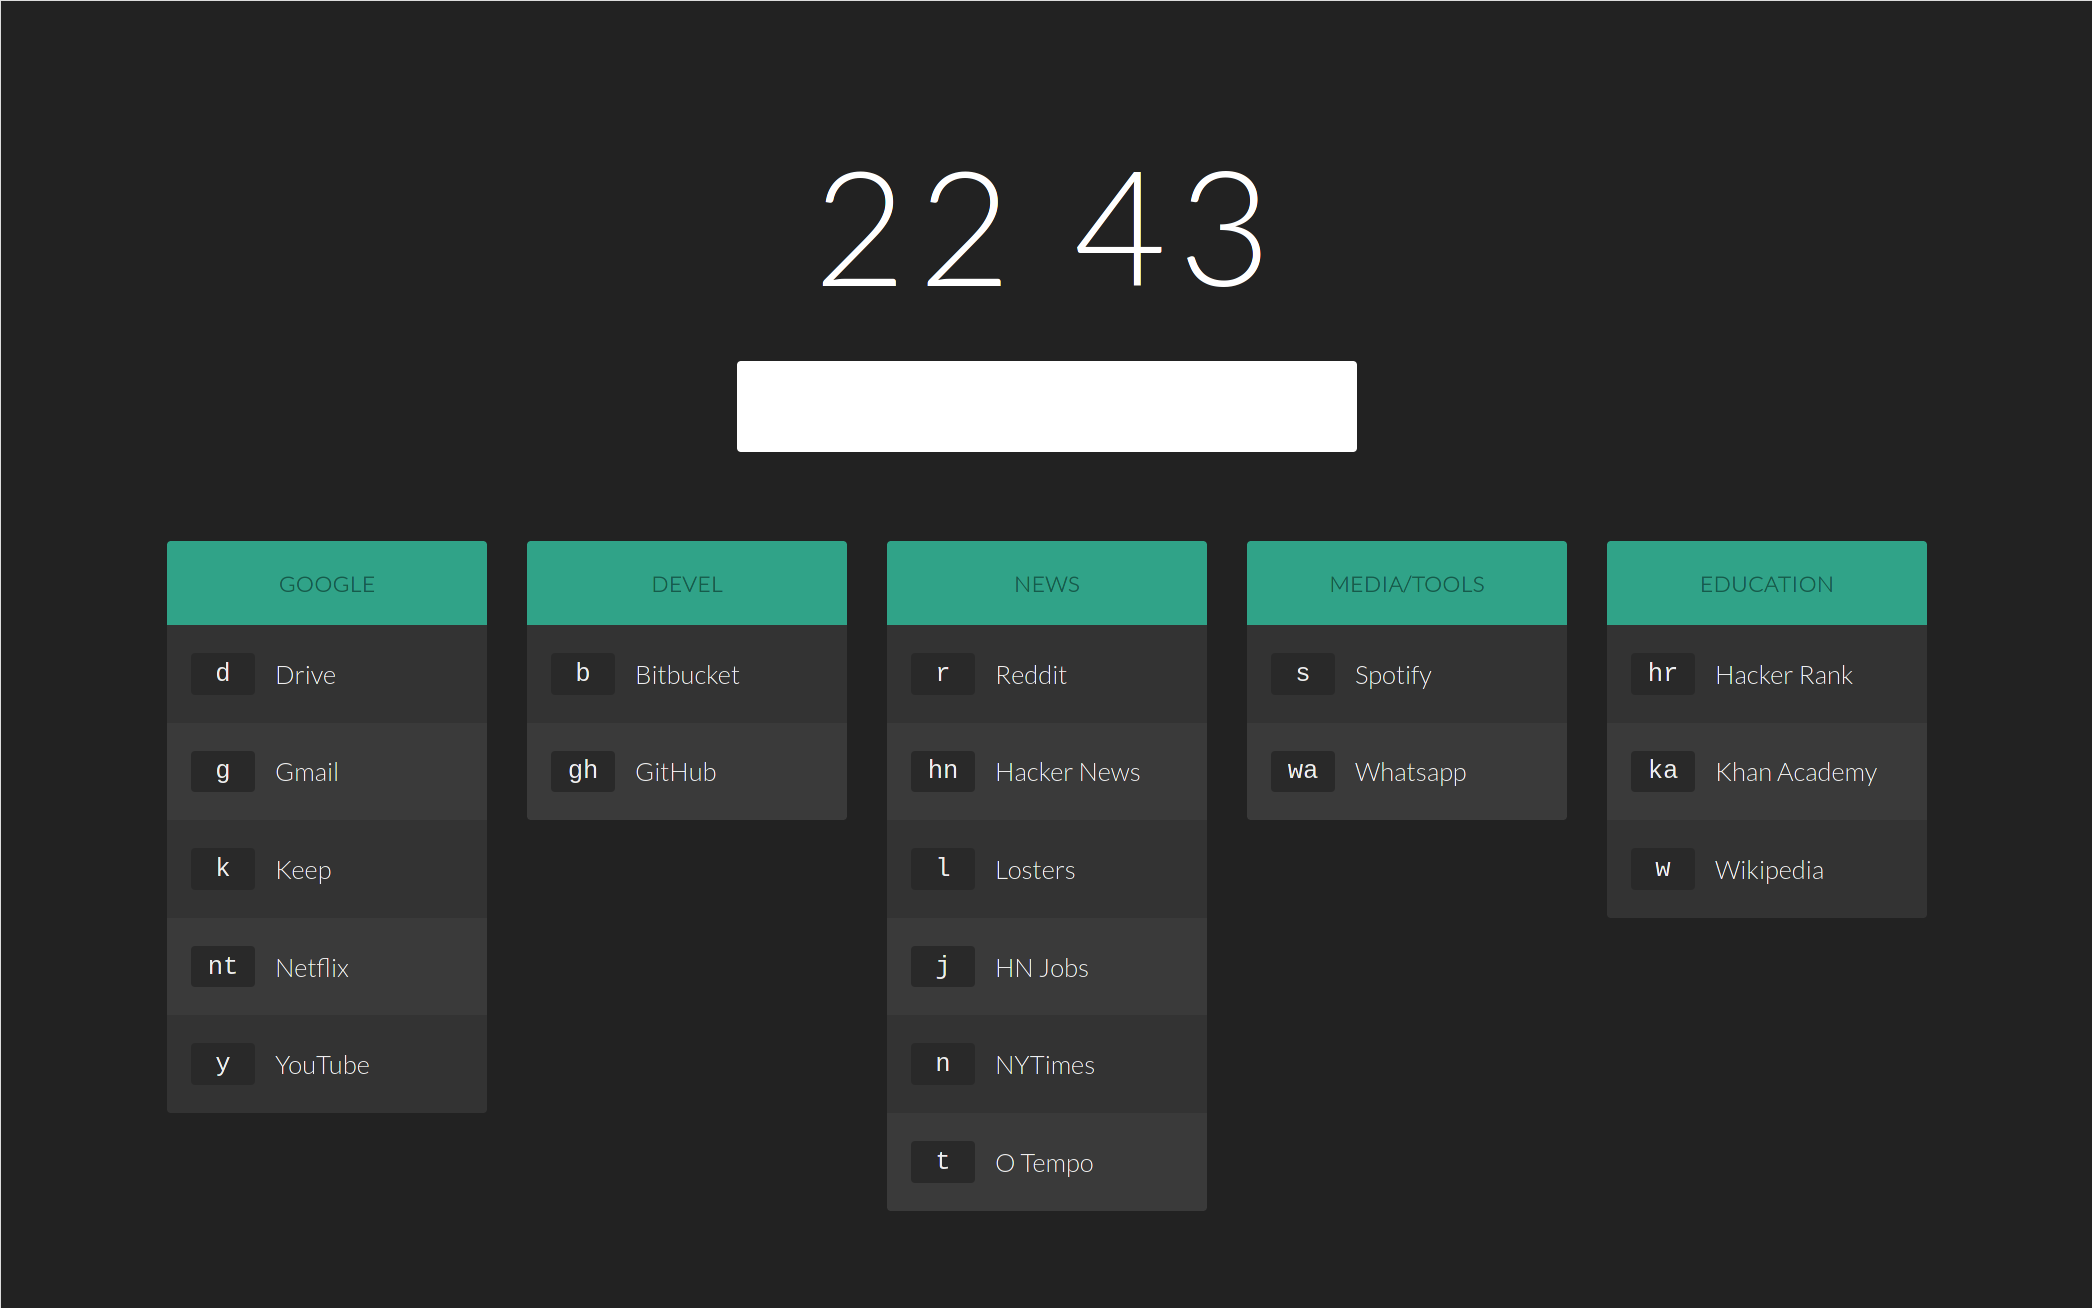 22 43
GOOGLE
d Drive
g Gmail
k Keep
nt Netflix
y YouTube
DEVEL
b Bitbucket
gh GitHub
NEWS
r Reddit
hn Hacker News
l Losters
j HN Jobs
n NYTimes
t O Tempo
MEDIA/TOOLS
s Spotify
wa Whatsapp
EDUCATION
hr Hacker Rank
ka Khan Academy
w Wikipedia